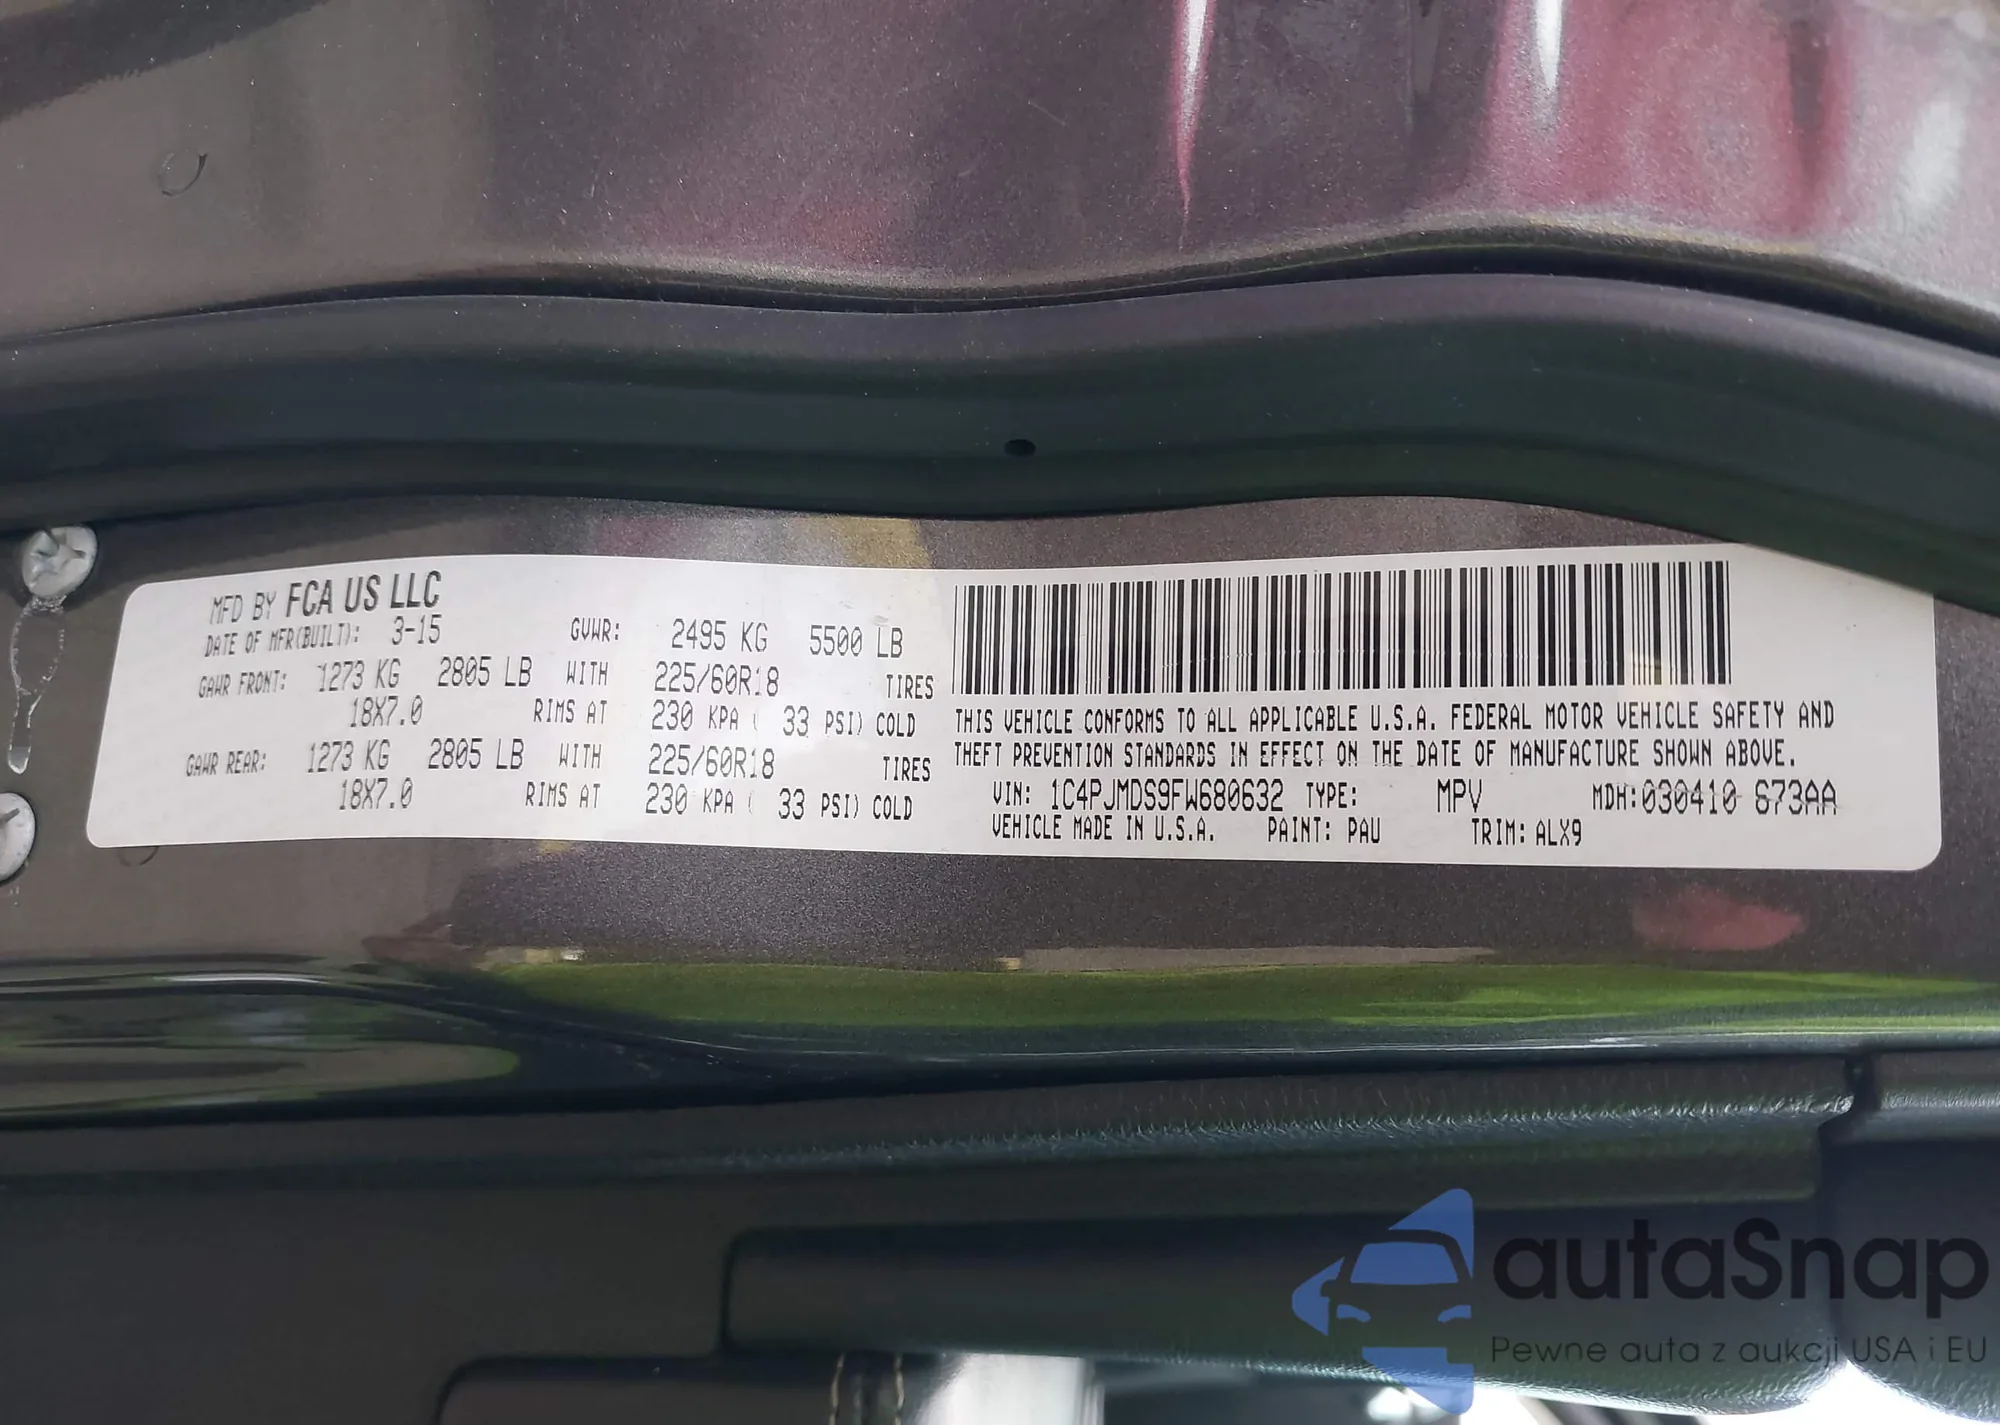 MFD BY FCA US LLC
DATE OF MFR(BUILT): 3-15 GVWR: 2495 KG 5500 LB
GAWR FRONT: 1273 KG 2805 LB WITH 225/60R18 TIRES
18X7.0 RIMS AT 230 KPA ( 33 PSI) COLD
GAWR REAR: 1273 KG 2805 LB WITH 225/60R18 TIRES
18X7.0 RIMS AT 230 KPA ( 33 PSI) COLD
THIS VEHICLE CONFORMS TO ALL APPLICABLE U.S.A. FEDERAL MOTOR VEHICLE SAFETY AND
THEFT PREVENTION STANDARDS IN EFFECT ON THE DATE OF MANUFACTURE SHOWN ABOVE.
VIN: 1C4PJMDS9FW680632 TYPE: MPV MDH:030410 673AA
VEHICLE MADE IN U.S.A. PAINT: PAU TRIM: ALX9
autaSnap
Pewne auta z aukcji USA i EU